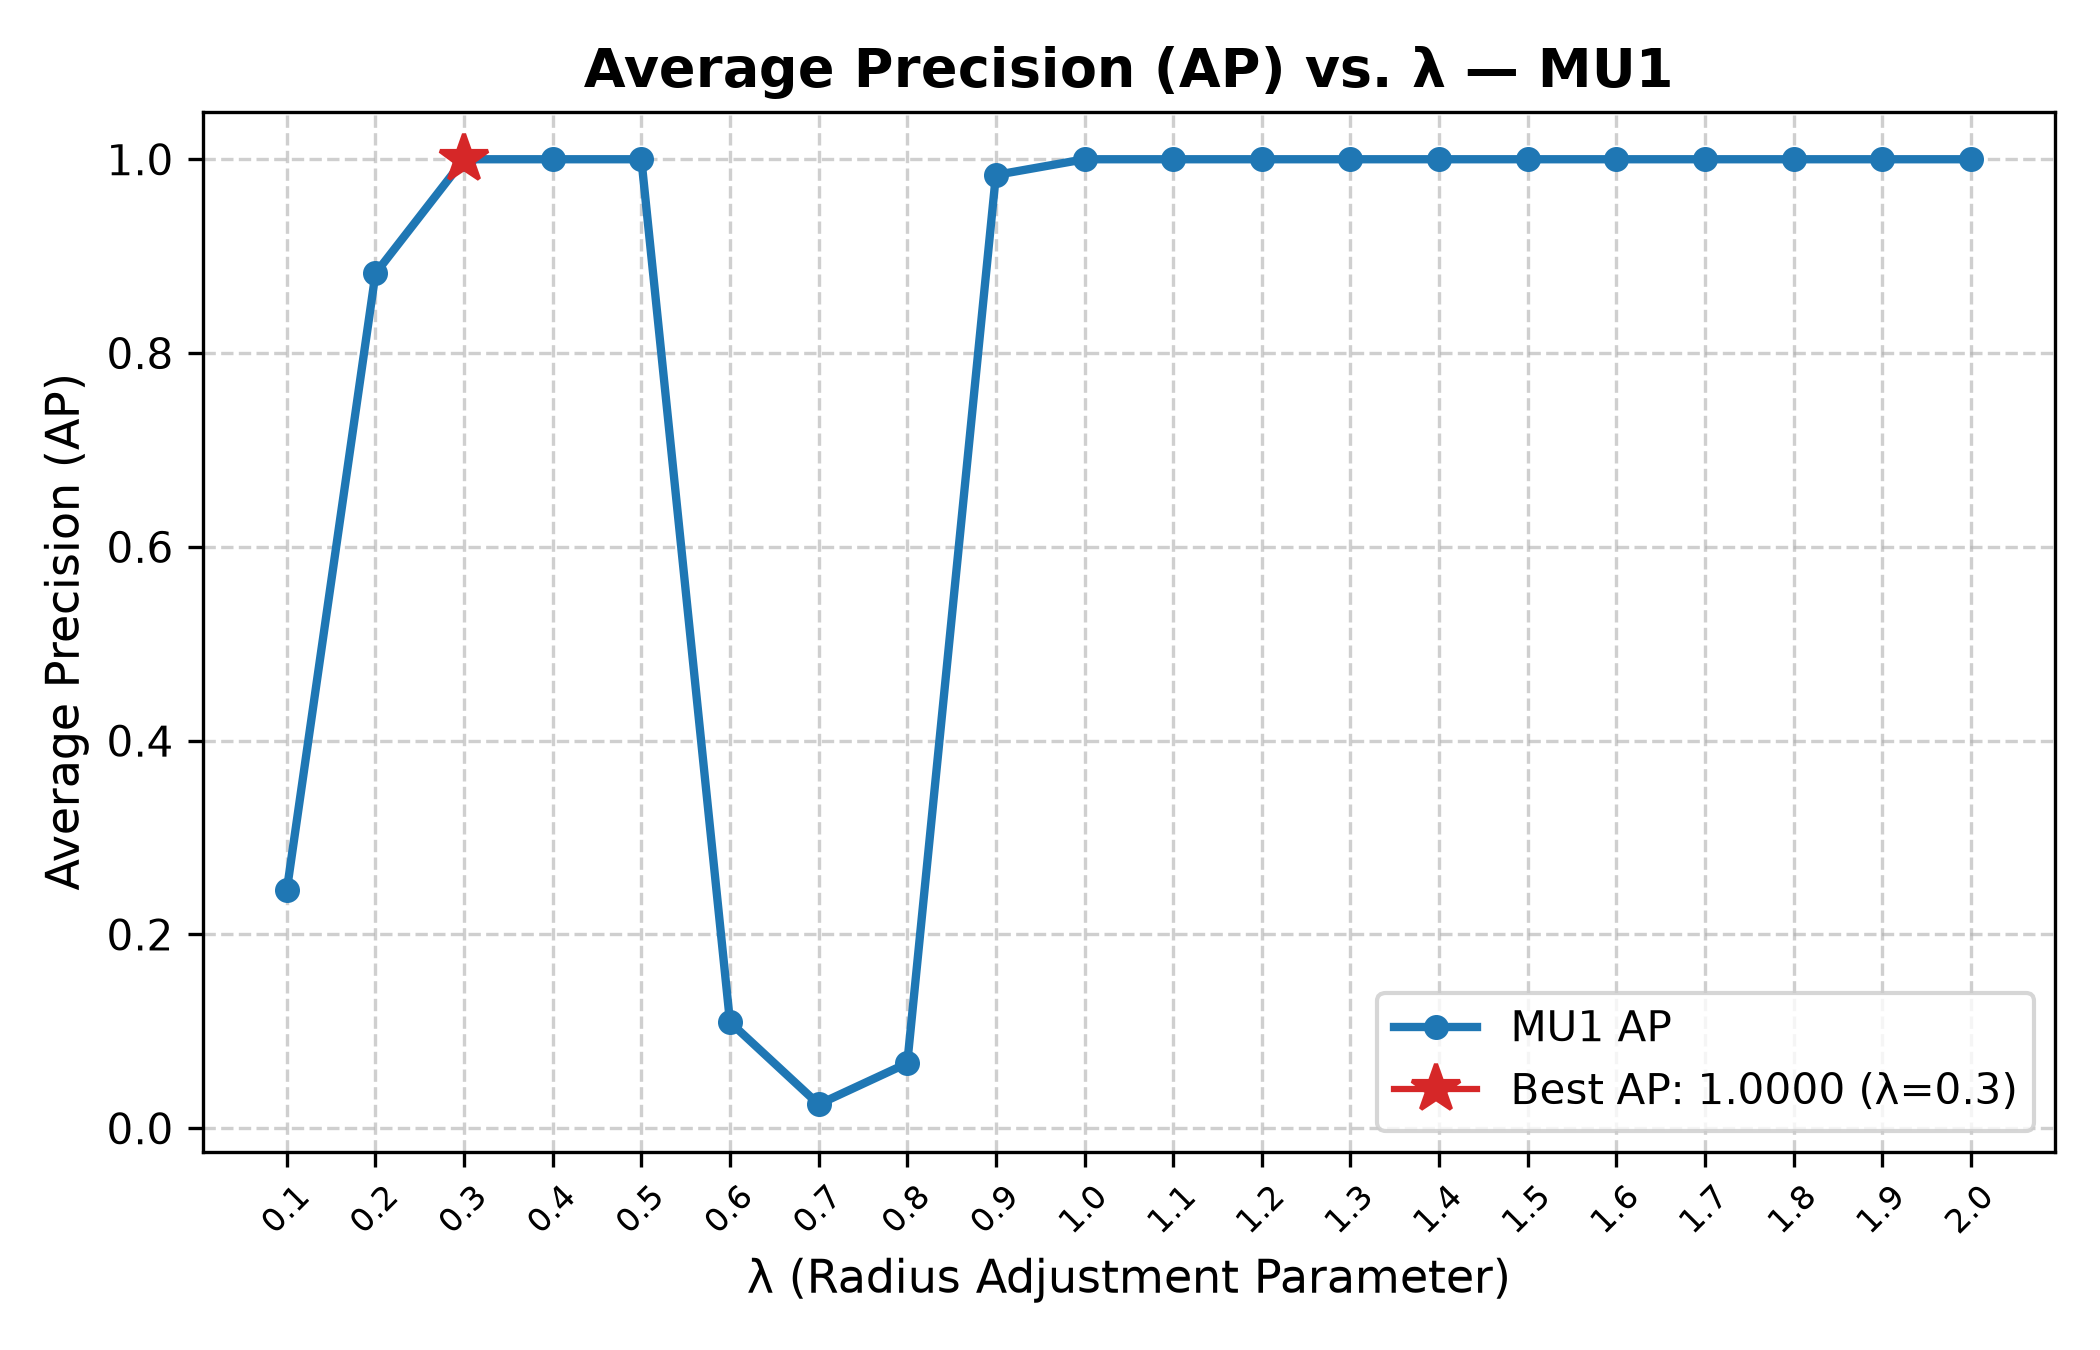 Average Precision (AP) vs. λ — MU1
Average Precision (AP)
1.0
0.8
0.6
0.4
0.2
0.0
MU1 AP
Best AP: 1.0000 (λ=0.3)
0.1 0.2 0.3 0.4 0.5 0.6 0.7 0.8 0.9 1.0 1.1 1.2 1.3 1.4 1.5 1.6 1.7 1.8 1.9 2.0
λ (Radius Adjustment Parameter)